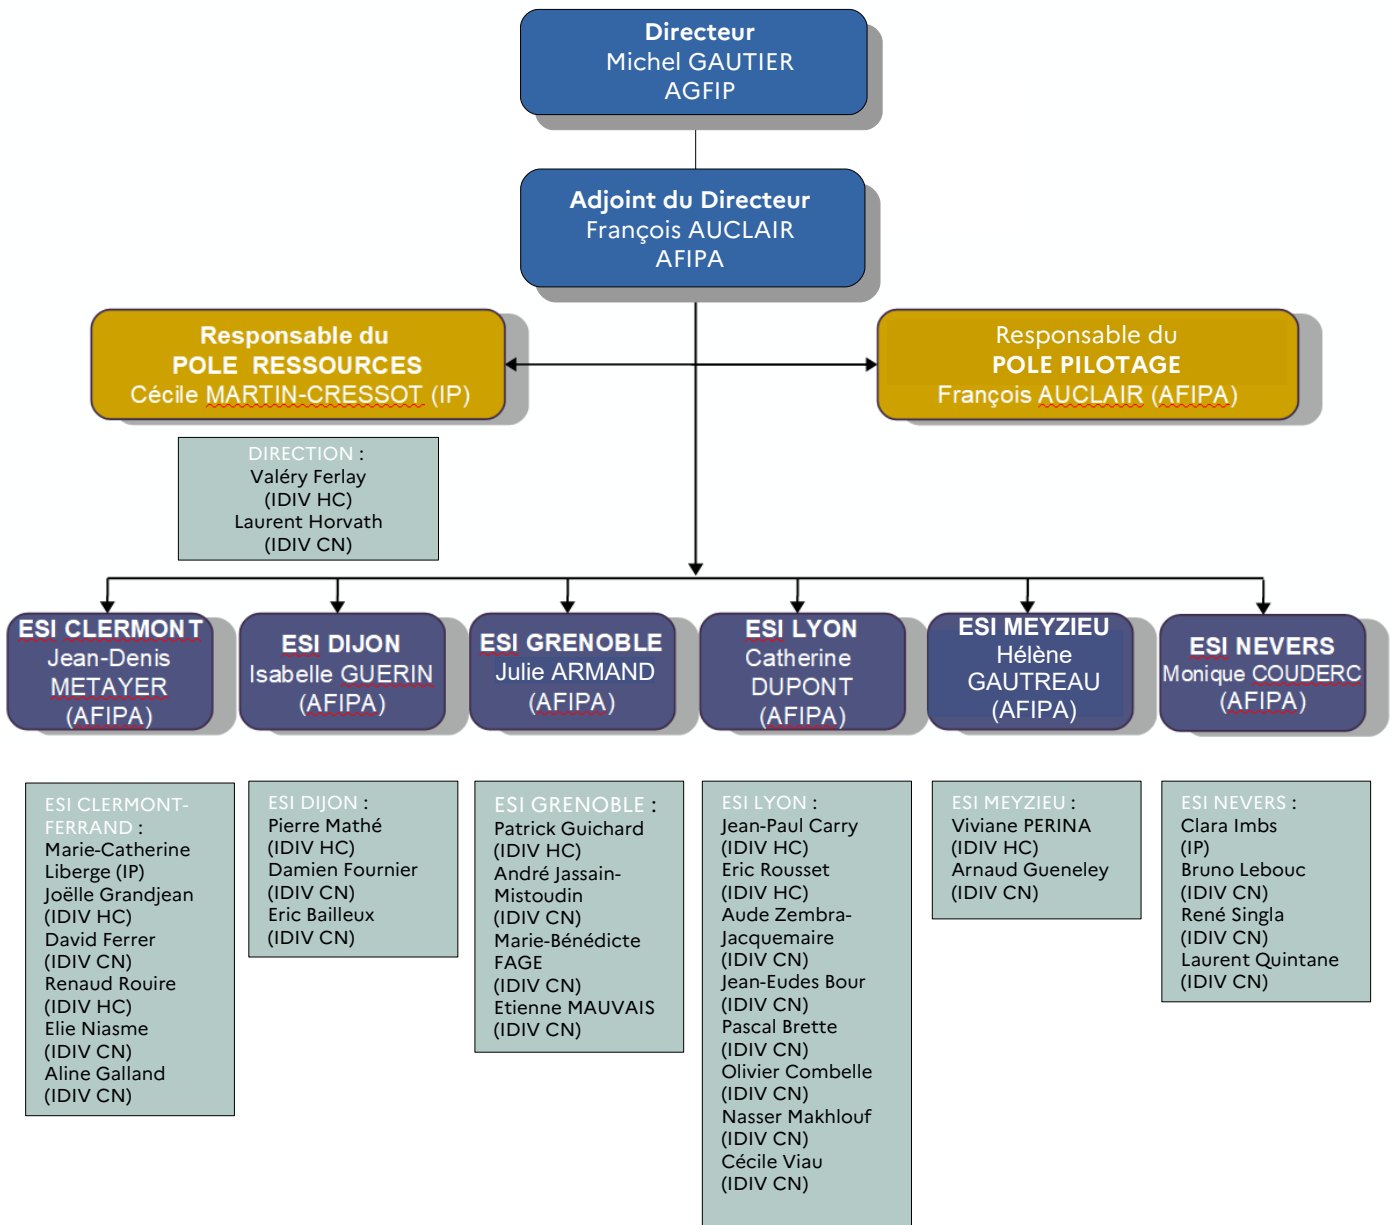 Directeur
Michel GAUTIER
AGFIP
Adjoint du Directeur
François AUCLAIR
AFIPA
Responsable du
POLE RESSOURCES
Cécile MARTIN-CRESSOT (IP)
Responsable du
POLE PILOTAGE
François AUCLAIR (AFIPA)
DIRECTION :
Valéry Ferlay
(IDIV HC)
Laurent Horvath
(IDIV CN)
ESI CLERMONT
Jean-Denis
METAYER
(AFIPA)
ESI DIJON
Isabelle GUERIN
(AFIPA)
ESI GRENOBLE
Julie ARMAND
(AFIPA)
ESI LYON
Catherine
DUPONT
(AFIPA)
ESI MEYZIEU
Hélène
GAUTREAU
(AFIPA)
ESI NEVERS
Monique COUDERC
(AFIPA)
ESI CLERMONT-
FERRAND :
Marie-Catherine
Liberge (IP)
Joëlle Grandjean
(IDIV HC)
David Ferrer
(IDIV CN)
Renaud Rouire
(IDIV HC)
Elie Niasme
(IDIV CN)
Aline Galland
(IDIV CN)
ESI DIJON :
Pierre Mathé
(IDIV HC)
Damien Fournier
(IDIV CN)
Eric Bailleux
(IDIV CN)
ESI GRENOBLE :
Patrick Guichard
(IDIV HC)
André Jassain-
Mistoudin
(IDIV CN)
Marie-Bénédicte
FAGE
(IDIV CN)
Etienne MAUVAIS
(IDIV CN)
ESI LYON :
Jean-Paul Carry
(IDIV HC)
Eric Rousset
(IDIV HC)
Aude Zembra-
Jacquemaire
(IDIV CN)
Jean-Eudes Bour
(IDIV CN)
Pascal Brette
(IDIV CN)
Olivier Combelle
(IDIV CN)
Nasser Makhlouf
(IDIV CN)
Cécile Viau
(IDIV CN)
ESI MEYZIEU :
Viviane PERINA
(IDIV HC)
Arnaud Gueneley
(IDIV CN)
ESI NEVERS :
Clara Imbs
(IP)
Bruno Lebouc
(IDIV CN)
René Singla
(IDIV CN)
Laurent Quintane
(IDIV CN)